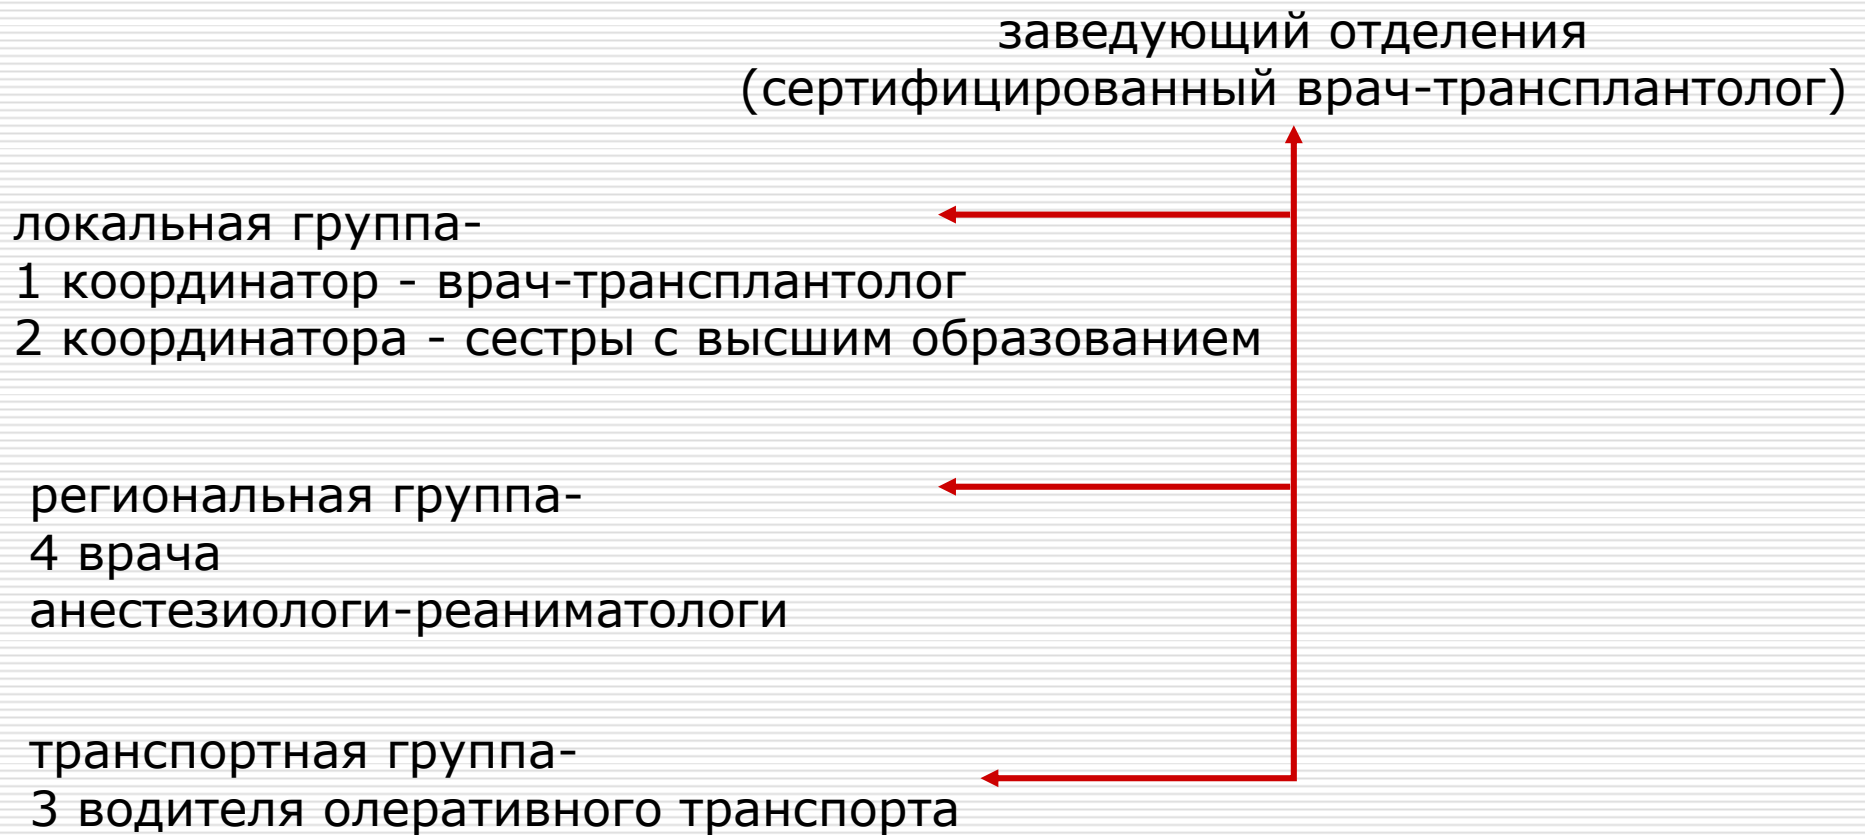 заведующий отделения
(сертифицированный врач-трансплантолог)
локальная группа-
1 координатор - врач-трансплантолог
2 координатора - сестры с высшим образованием
региональная группа-
4 врача
анестезиологи-реаниматологи
транспортная группа-
3 водителя олеративного транспорта